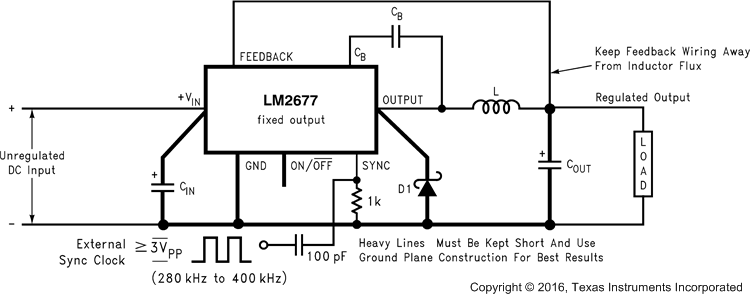 C_B
FEEDBACK
C_B
Keep Feedback Wiring Away
From Inductor Flux
+V_IN
LM2677
fixed output
OUTPUT
L
Regulated Output
+
Unregulated
DC Input
−
+
C_IN
GND
ON/OFF
SYNC
1k
D1
+
C_OUT
LOAD
External
Sync Clock
≥ 3V_PP
100 pF
(280 kHz to 400 kHz)
Heavy Lines Must Be Kept Short And Use
Ground Plane Construction For Best Results
Copyright © 2016, Texas Instruments Incorporated